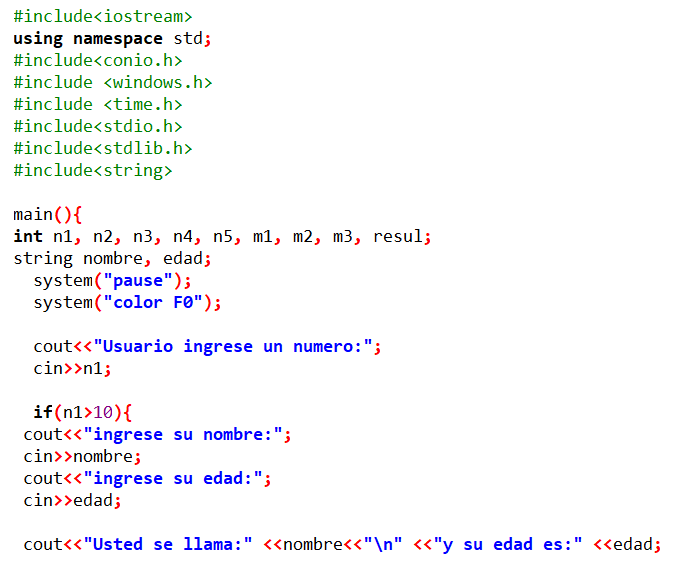 #include<iostream>
using namespace std;
#include<conio.h>
#include <windows.h>
#include <time.h>
#include<stdio.h>
#include<stdlib.h>
#include<string>
main(){
int n1, n2, n3, n4, n5, m1, m2, m3, resul;
string nombre, edad;
system("pause");
system("color F0");
cout<<"Usuario ingrese un numero:";
cin>>n1;
if(n1>10){
cout<<"ingrese su nombre:";
cin>>nombre;
cout<<"ingrese su edad:";
cin>>edad;
cout<<"Usted se llama:" <<nombre<<"\n" <<"y su edad es:" <<edad;